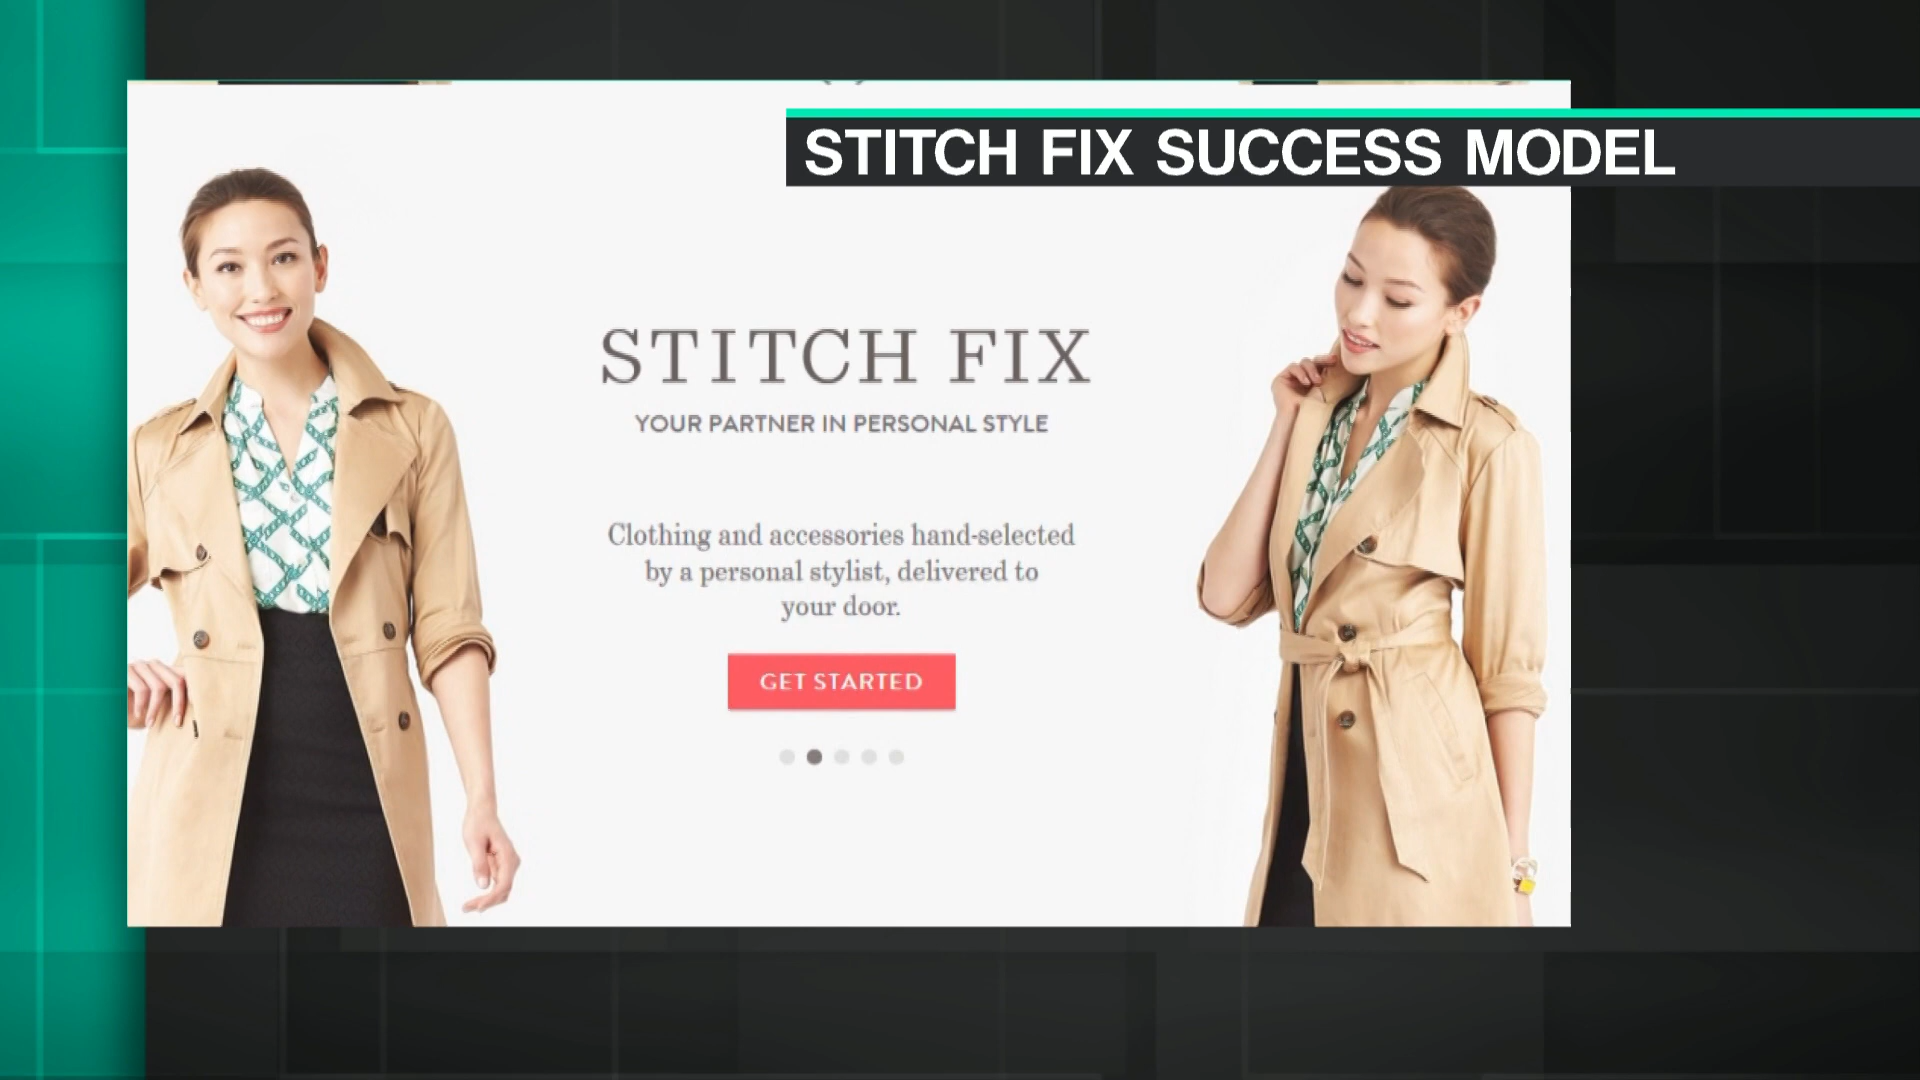 STITCH FIX SUCCESS MODEL
STITCH FIX
YOUR PARTNER IN PERSONAL STYLE
Clothing and accessories hand-selected
by a personal stylist, delivered to
your door.
GET STARTED